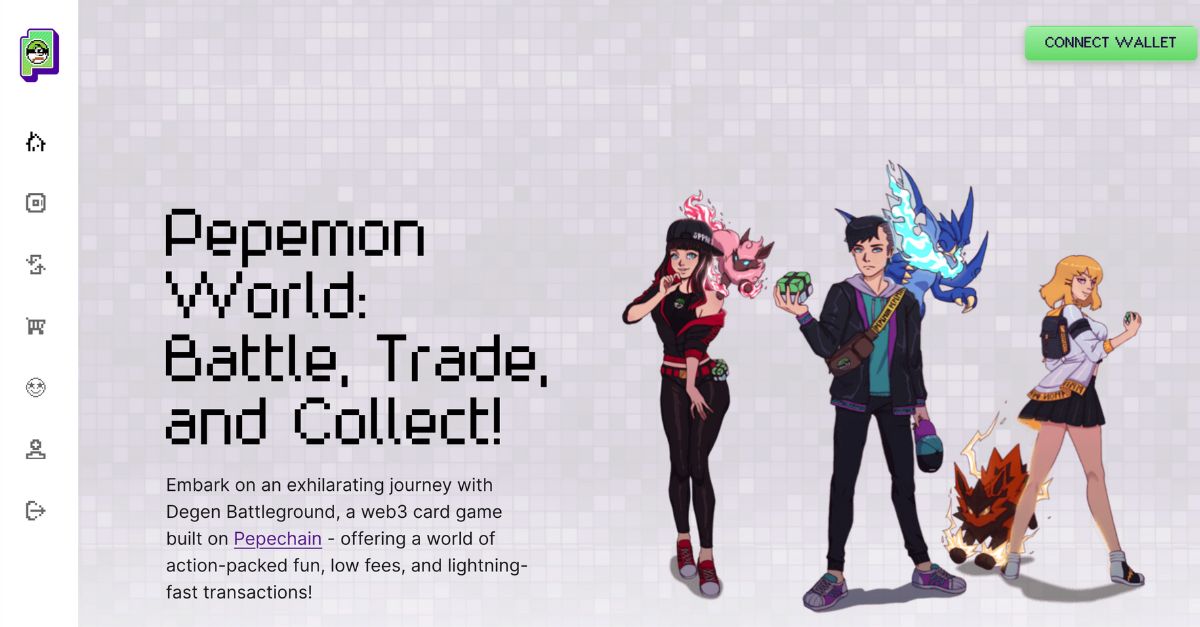 CONNECT WALLET
Pepemon
World:
Battle, Trade,
and Collect!
Embark on an exhilarating journey with
Degen Battleground, a web3 card game
built on Pepechain - offering a world of
action-packed fun, low fees, and lightning-
fast transactions!